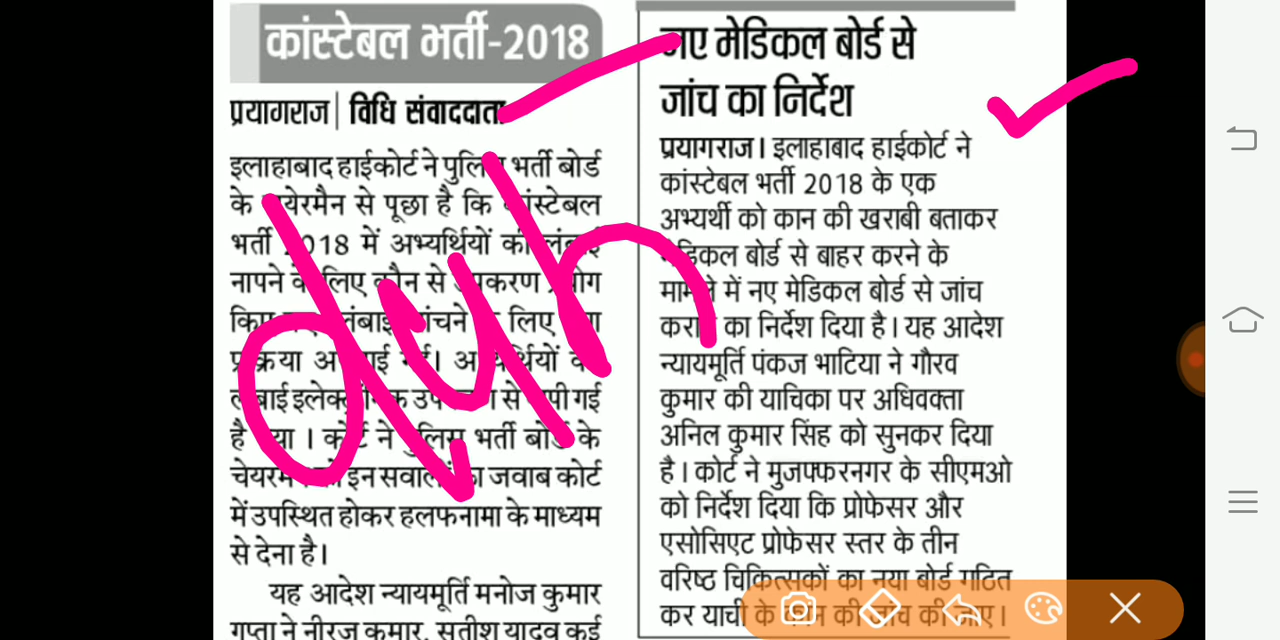 कांस्टेबल भर्ती-2018
प्रयागराज | विधि संवाददाता
इलाहाबाद हाईकोर्ट ने पुलिस भर्ती बोर्ड
के चेयरमैन से पूछा है कि कांस्टेबल
भर्ती 2018 में अभ्यर्थियों की लंबाई
नापने के लिए कौन से उपकरण प्रयोग
लंबाई जांचने के लिए
प्रक्रिया अपनाई गई। अभ्यर्थियों
लंबाई इलेक्ट्रॉनिक उपकरण से नापी गई
है क्या । कोर्ट ने पुलिस भर्ती बोर्ड के
चेयरमैन को इन सवालों का जवाब कोर्ट
में उपस्थित होकर हलफनामा के माध्यम
से देना है।
यह आदेश न्यायमूर्ति मनोज कुमार
गुप्ता ने नीरज कुमार, सतीश यादव कई
नए मेडिकल बोर्ड से
जांच का निर्देश
प्रयागराज। इलाहाबाद हाईकोर्ट ने
कांस्टेबल भर्ती 2018 के एक
अभ्यर्थी को कान की खराबी बताकर
मेडिकल बोर्ड से बाहर करने के
मामले में नए मेडिकल बोर्ड से जांच
कराने का निर्देश दिया है। यह आदेश
न्यायमूर्ति पंकज भाटिया ने गौरव
कुमार की याचिका पर अधिवक्ता
अनिल कुमार सिंह को सुनकर दिया
है। कोर्ट ने मुजफ्फरनगर के सीएमओ
को निर्देश दिया कि प्रोफेसर और
एसोसिएट प्रोफेसर स्तर के तीन
वरिष्ठ चिकित्सकों का नया बोर्ड गठित
कर याची के कान की जांच की जाए।